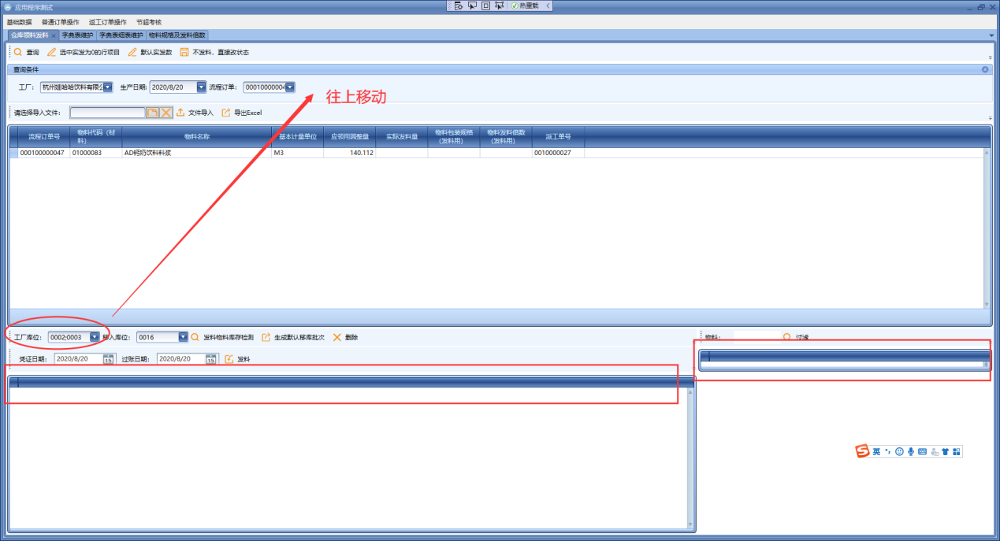 应用程序测试
热重载
基础数据 普通订单操作 返工订单操作 节超考核
仓库领料发料 字典表维护 字典表细表维护 物料规格及发料倍数
查询 选中实发为0的行项目 默认实发数 不发料，直接改状态
查询条件
工厂： 杭州娃哈哈饮料有限公 生产日期: 2020/8/20 流程订单： 000100000004
往上移动
请选择导入文件： 文件导入 导出Excel
流程订单号 物料代码（材料） 物料名称 基本计量单位 应领用调整量 实际发料量 物料包装规格（发料用） 物料发料倍数（发料用） 派工单号
000100000047 01000083 AD钙奶饮料料浆 M3 140.112 0010000027
工厂库位： 0002;0003 移入库位： 0016 发料物料库存检测 生成默认移库批次 删除
物料： 过滤
凭证日期： 2020/8/20 15 过账日期： 2020/8/20 15 发料
英